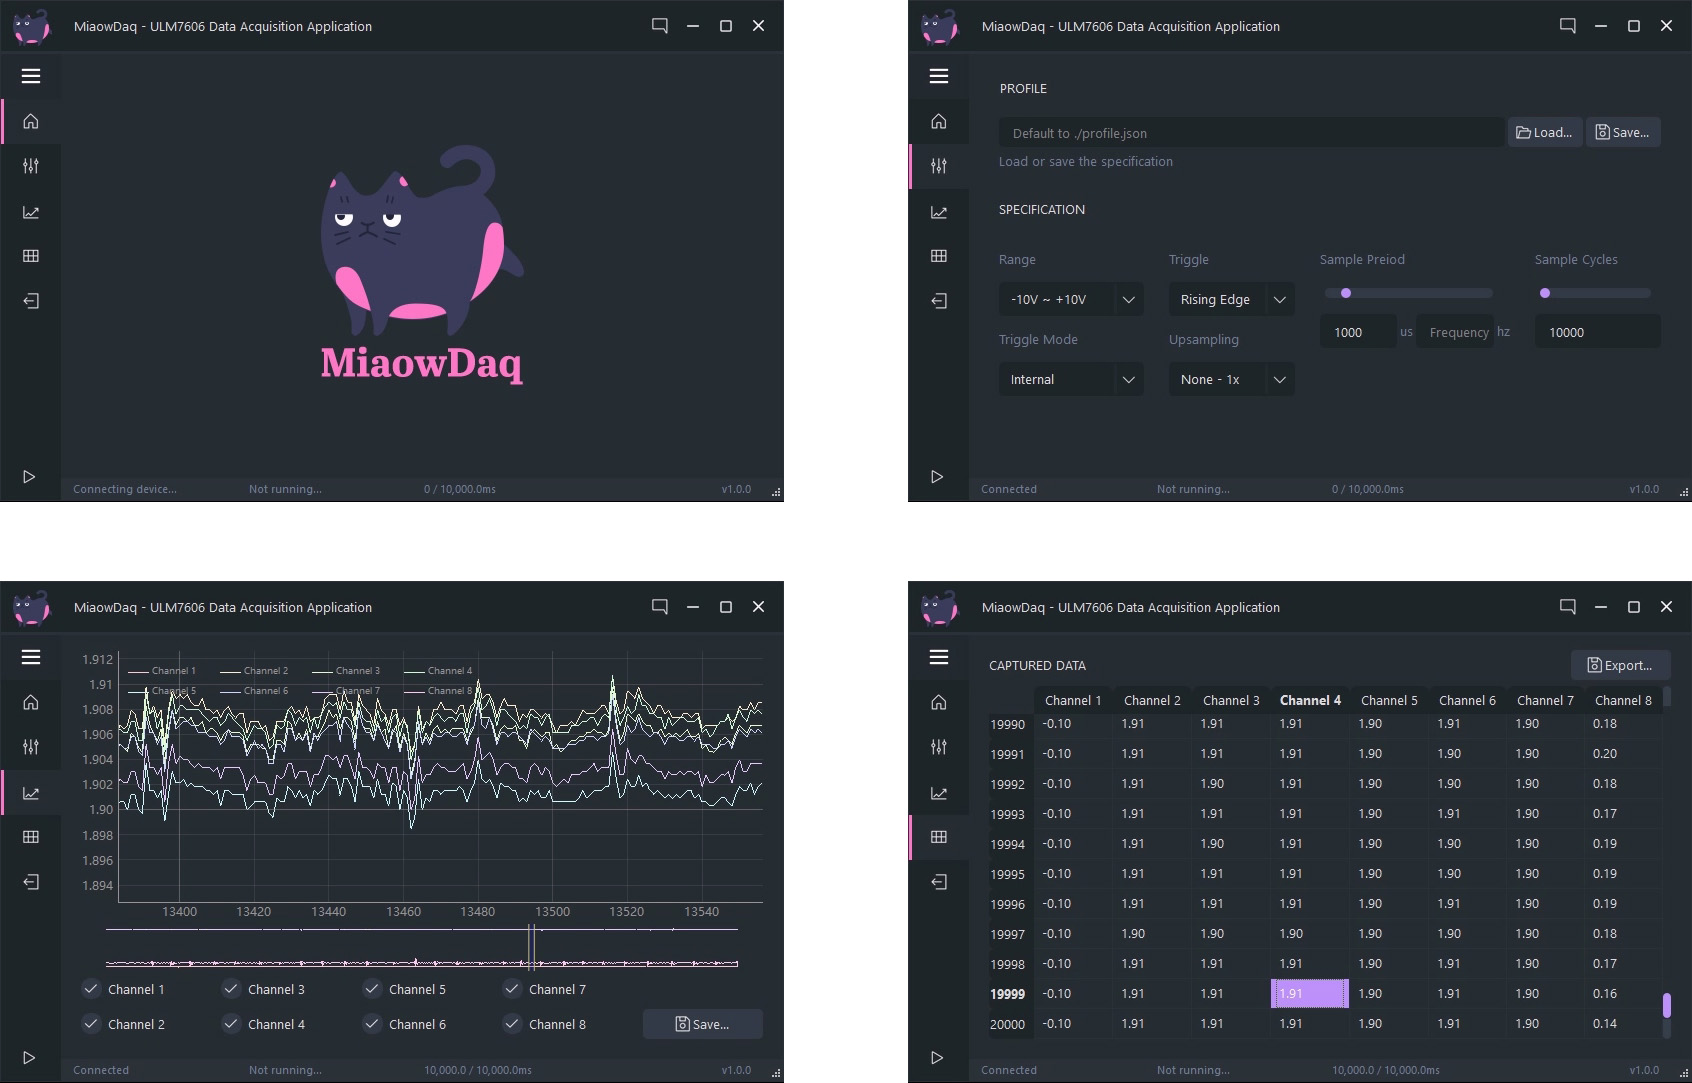 MiaowDaq - ULM7606 Data Acquisition Application
MiaowDaq
Connecting device... Not running... 0 / 10,000.0ms v1.0.0
MiaowDaq - ULM7606 Data Acquisition Application
PROFILE
Default to ./profile.json Load... Save...
Load or save the specification
SPECIFICATION
Range Triggle Sample Preiod Sample Cycles
-10V ~ +10V Rising Edge
1000 us Frequency hz 10000
Triggle Mode Upsampling
Internal None - 1x
Connected Not running... 0 / 10,000.0ms v1.0.0
MiaowDaq - ULM7606 Data Acquisition Application
1.912
Channel 1 Channel 2 Channel 3 Channel 4
1.91
Channel 5 Channel 6 Channel 7 Channel 8
1.908
1.906
1.904
1.902
1.90
1.898
1.896
1.894
13400 13420 13440 13460 13480 13500 13520 13540
Channel 1 Channel 3 Channel 5 Channel 7
Channel 2 Channel 4 Channel 6 Channel 8 Save...
Connected Not running... 10,000.0 / 10,000.0ms v1.0.0
MiaowDaq - ULM7606 Data Acquisition Application
CAPTURED DATA Export...
Channel 1 Channel 2 Channel 3 Channel 4 Channel 5 Channel 6 Channel 7 Channel 8
19990 -0.10 1.91 1.91 1.91 1.90 1.91 1.90 0.18
19991 -0.10 1.91 1.91 1.91 1.90 1.90 1.90 0.20
19992 -0.10 1.91 1.90 1.91 1.90 1.90 1.90 0.18
19993 -0.10 1.91 1.91 1.91 1.90 1.91 1.90 0.17
19994 -0.10 1.91 1.90 1.91 1.90 1.90 1.90 0.19
19995 -0.10 1.91 1.91 1.91 1.90 1.91 1.90 0.19
19996 -0.10 1.91 1.91 1.91 1.90 1.91 1.90 0.19
19997 -0.10 1.90 1.90 1.90 1.90 1.90 1.90 0.18
19998 -0.10 1.91 1.91 1.91 1.90 1.91 1.90 0.17
19999 -0.10 1.91 1.91 1.91 1.90 1.91 1.90 0.16
20000 -0.10 1.91 1.91 1.91 1.90 1.91 1.90 0.14
Connected Not running... 10,000.0 / 10,000.0ms v1.0.0